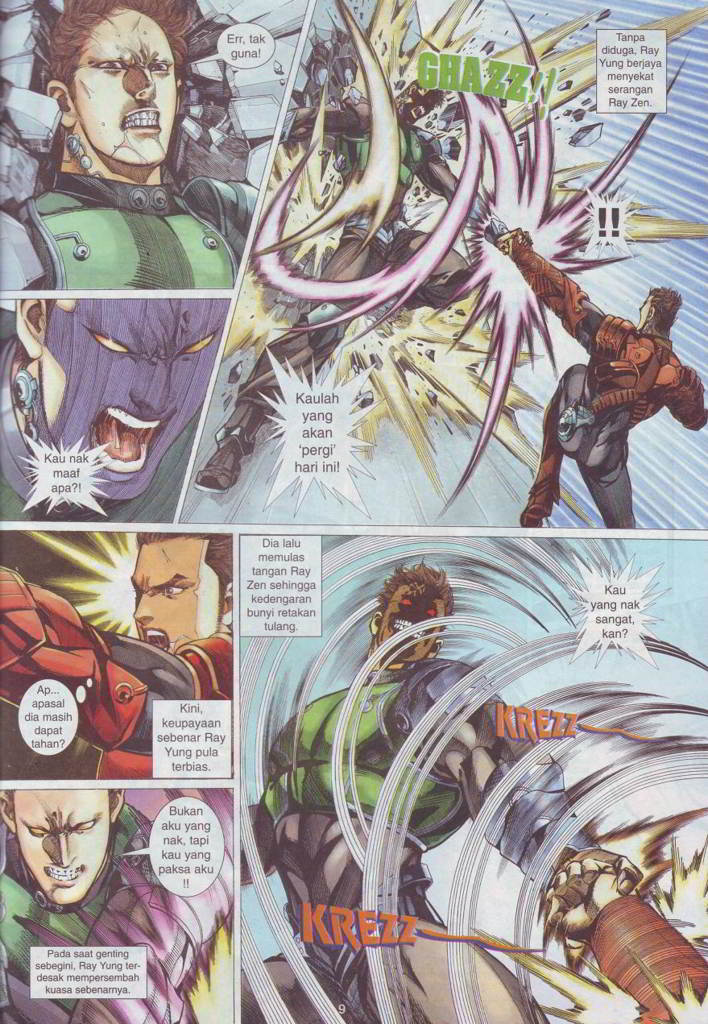 Err, tak
guna!
GHAZZ!!
Tanpa
diduga, Ray
Yung berjaya
menyekat
serangan
Ray Zen.
!!
Kau nak
maaf
apa?!
Kaulah
yang
akan
'pergi'
hari ini!
Ap...
apasal
dia masih
dapat
tahan?
Kini,
keupayaan
sebenar Ray
Yung pula
terbias.
Dia lalu
memulas
tangan Ray
Zen sehingga
kedengaran
bunyi retakan
tulang.
Kau
yang nak
sangat,
kan?
KREZZ
KREZZ
Bukan
aku yang
nak, tapi
kau yang
paksa aku
!!
Pada saat genting
sebegini, Ray Yung ter-
desak mempersembah
kuasa sebenarnya.
9